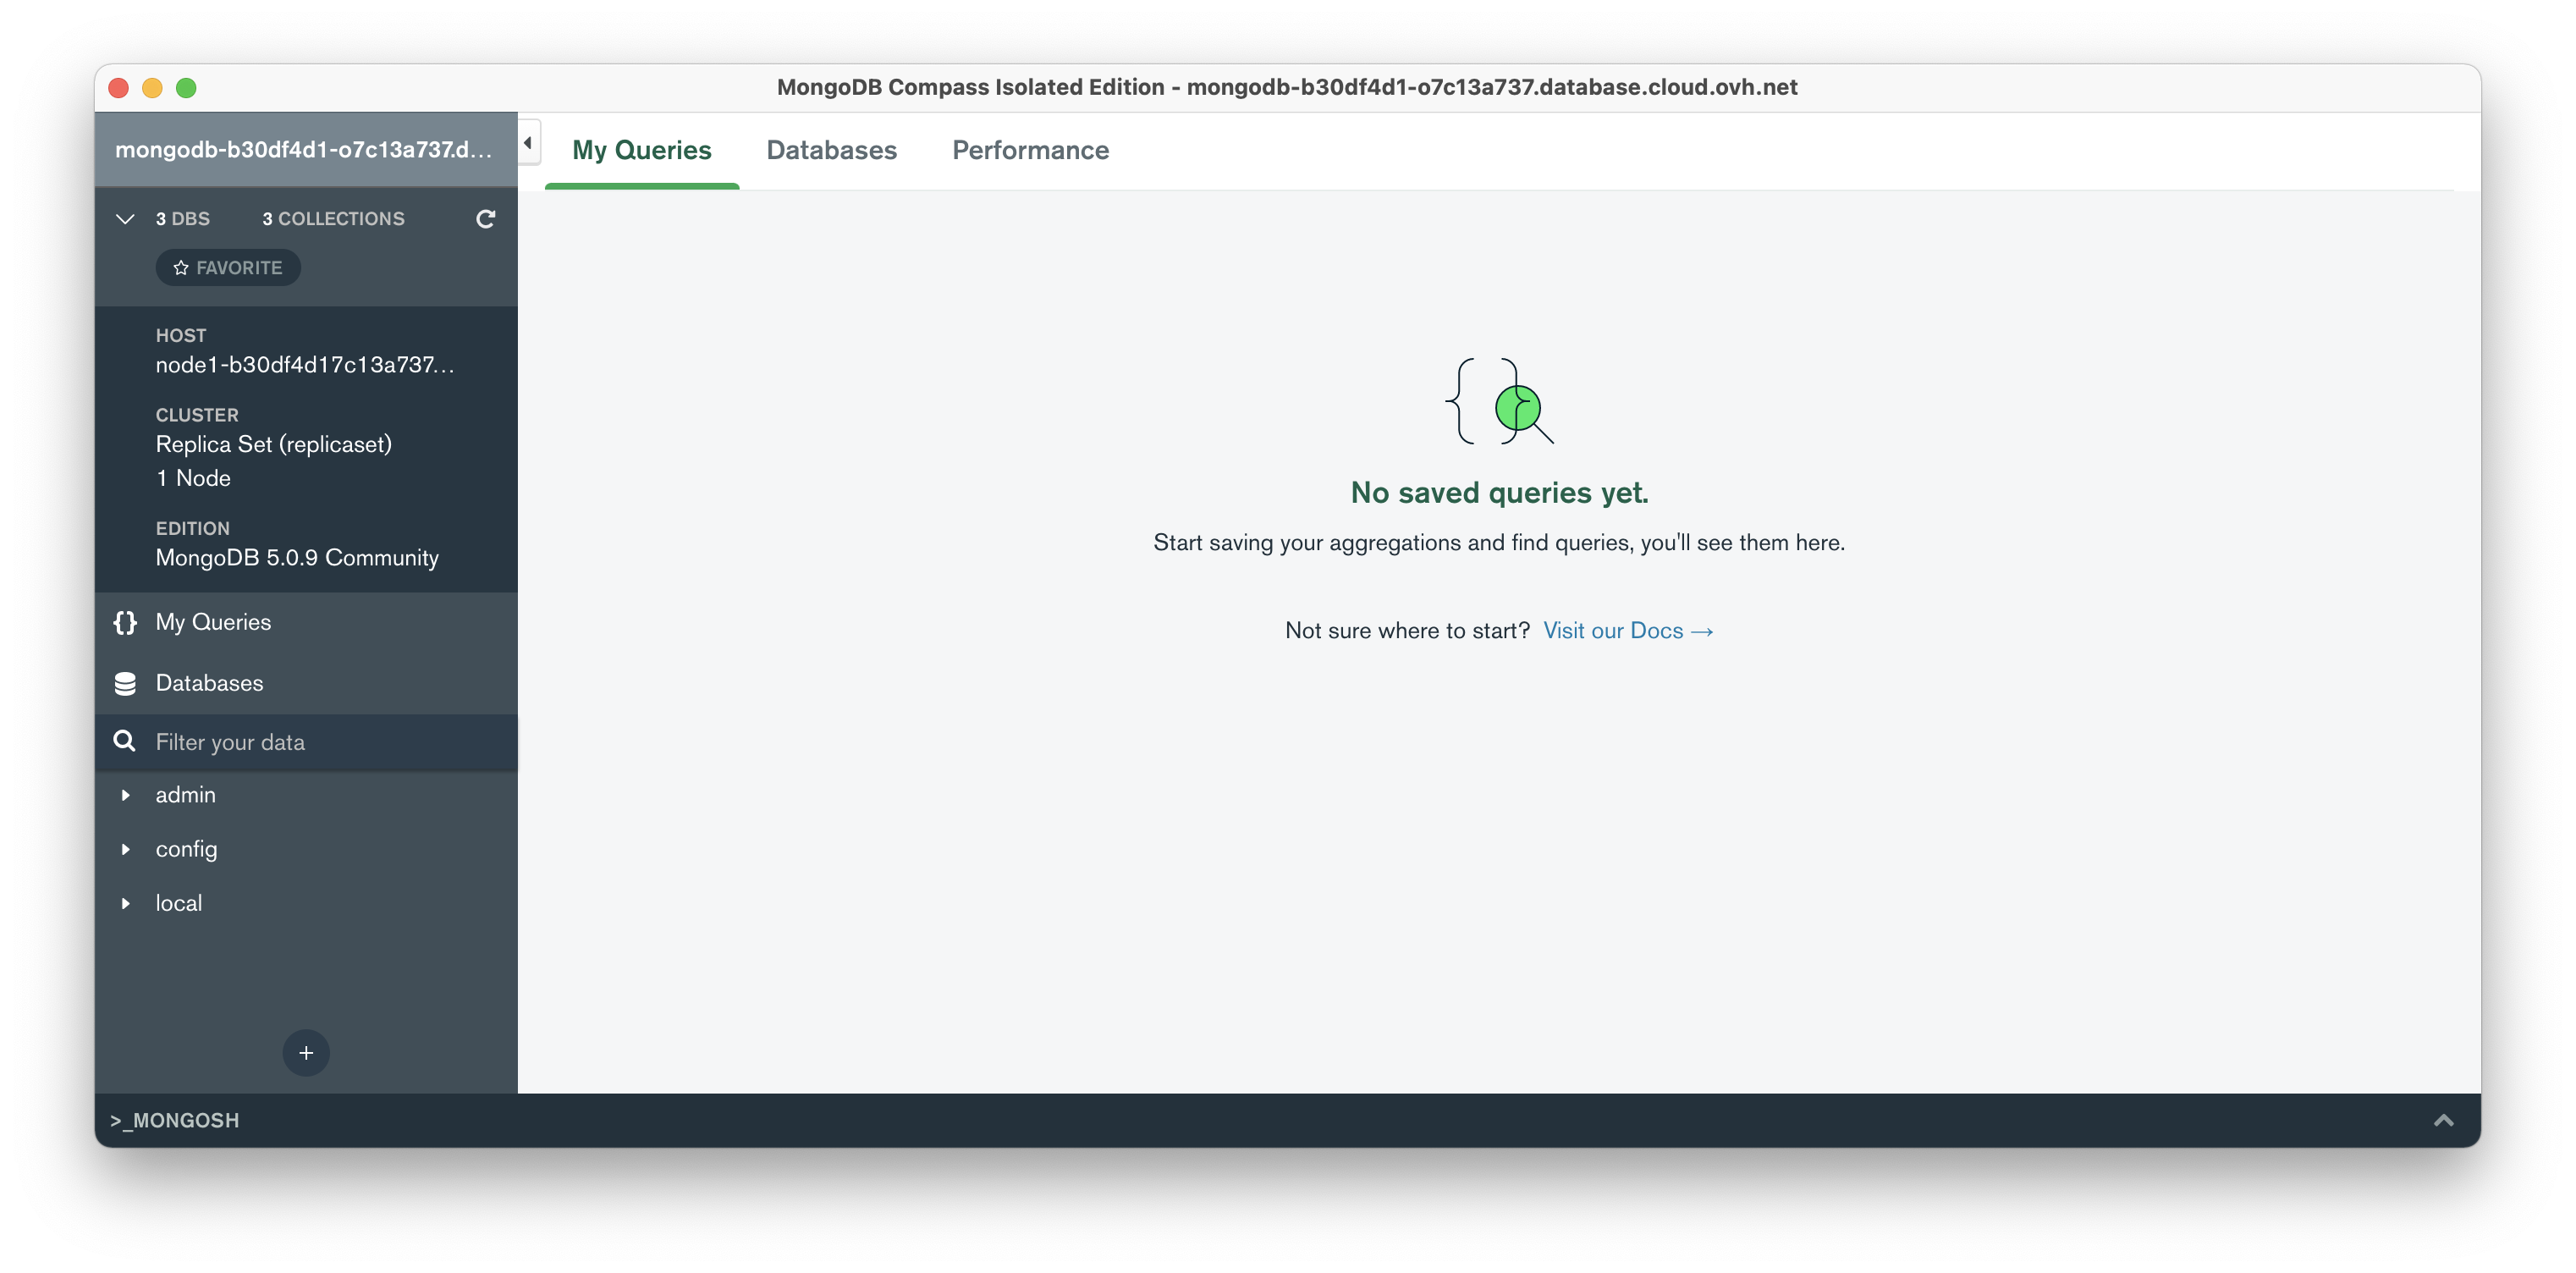 MongoDB Compass Isolated Edition - mongodb-b30df4d1-o7c13a737.database.cloud.ovh.net
mongodb-b30df4d1-o7c13a737.d...
3 DBS 3 COLLECTIONS
FAVORITE
HOST
node1-b30df4d17c13a737...
CLUSTER
Replica Set (replicaset)
1 Node
EDITION
MongoDB 5.0.9 Community
{} My Queries
Databases
Filter your data
admin
config
local
+
My Queries Databases Performance
No saved queries yet.
Start saving your aggregations and find queries, you'll see them here.
Not sure where to start? Visit our Docs →
>_MONGOSH